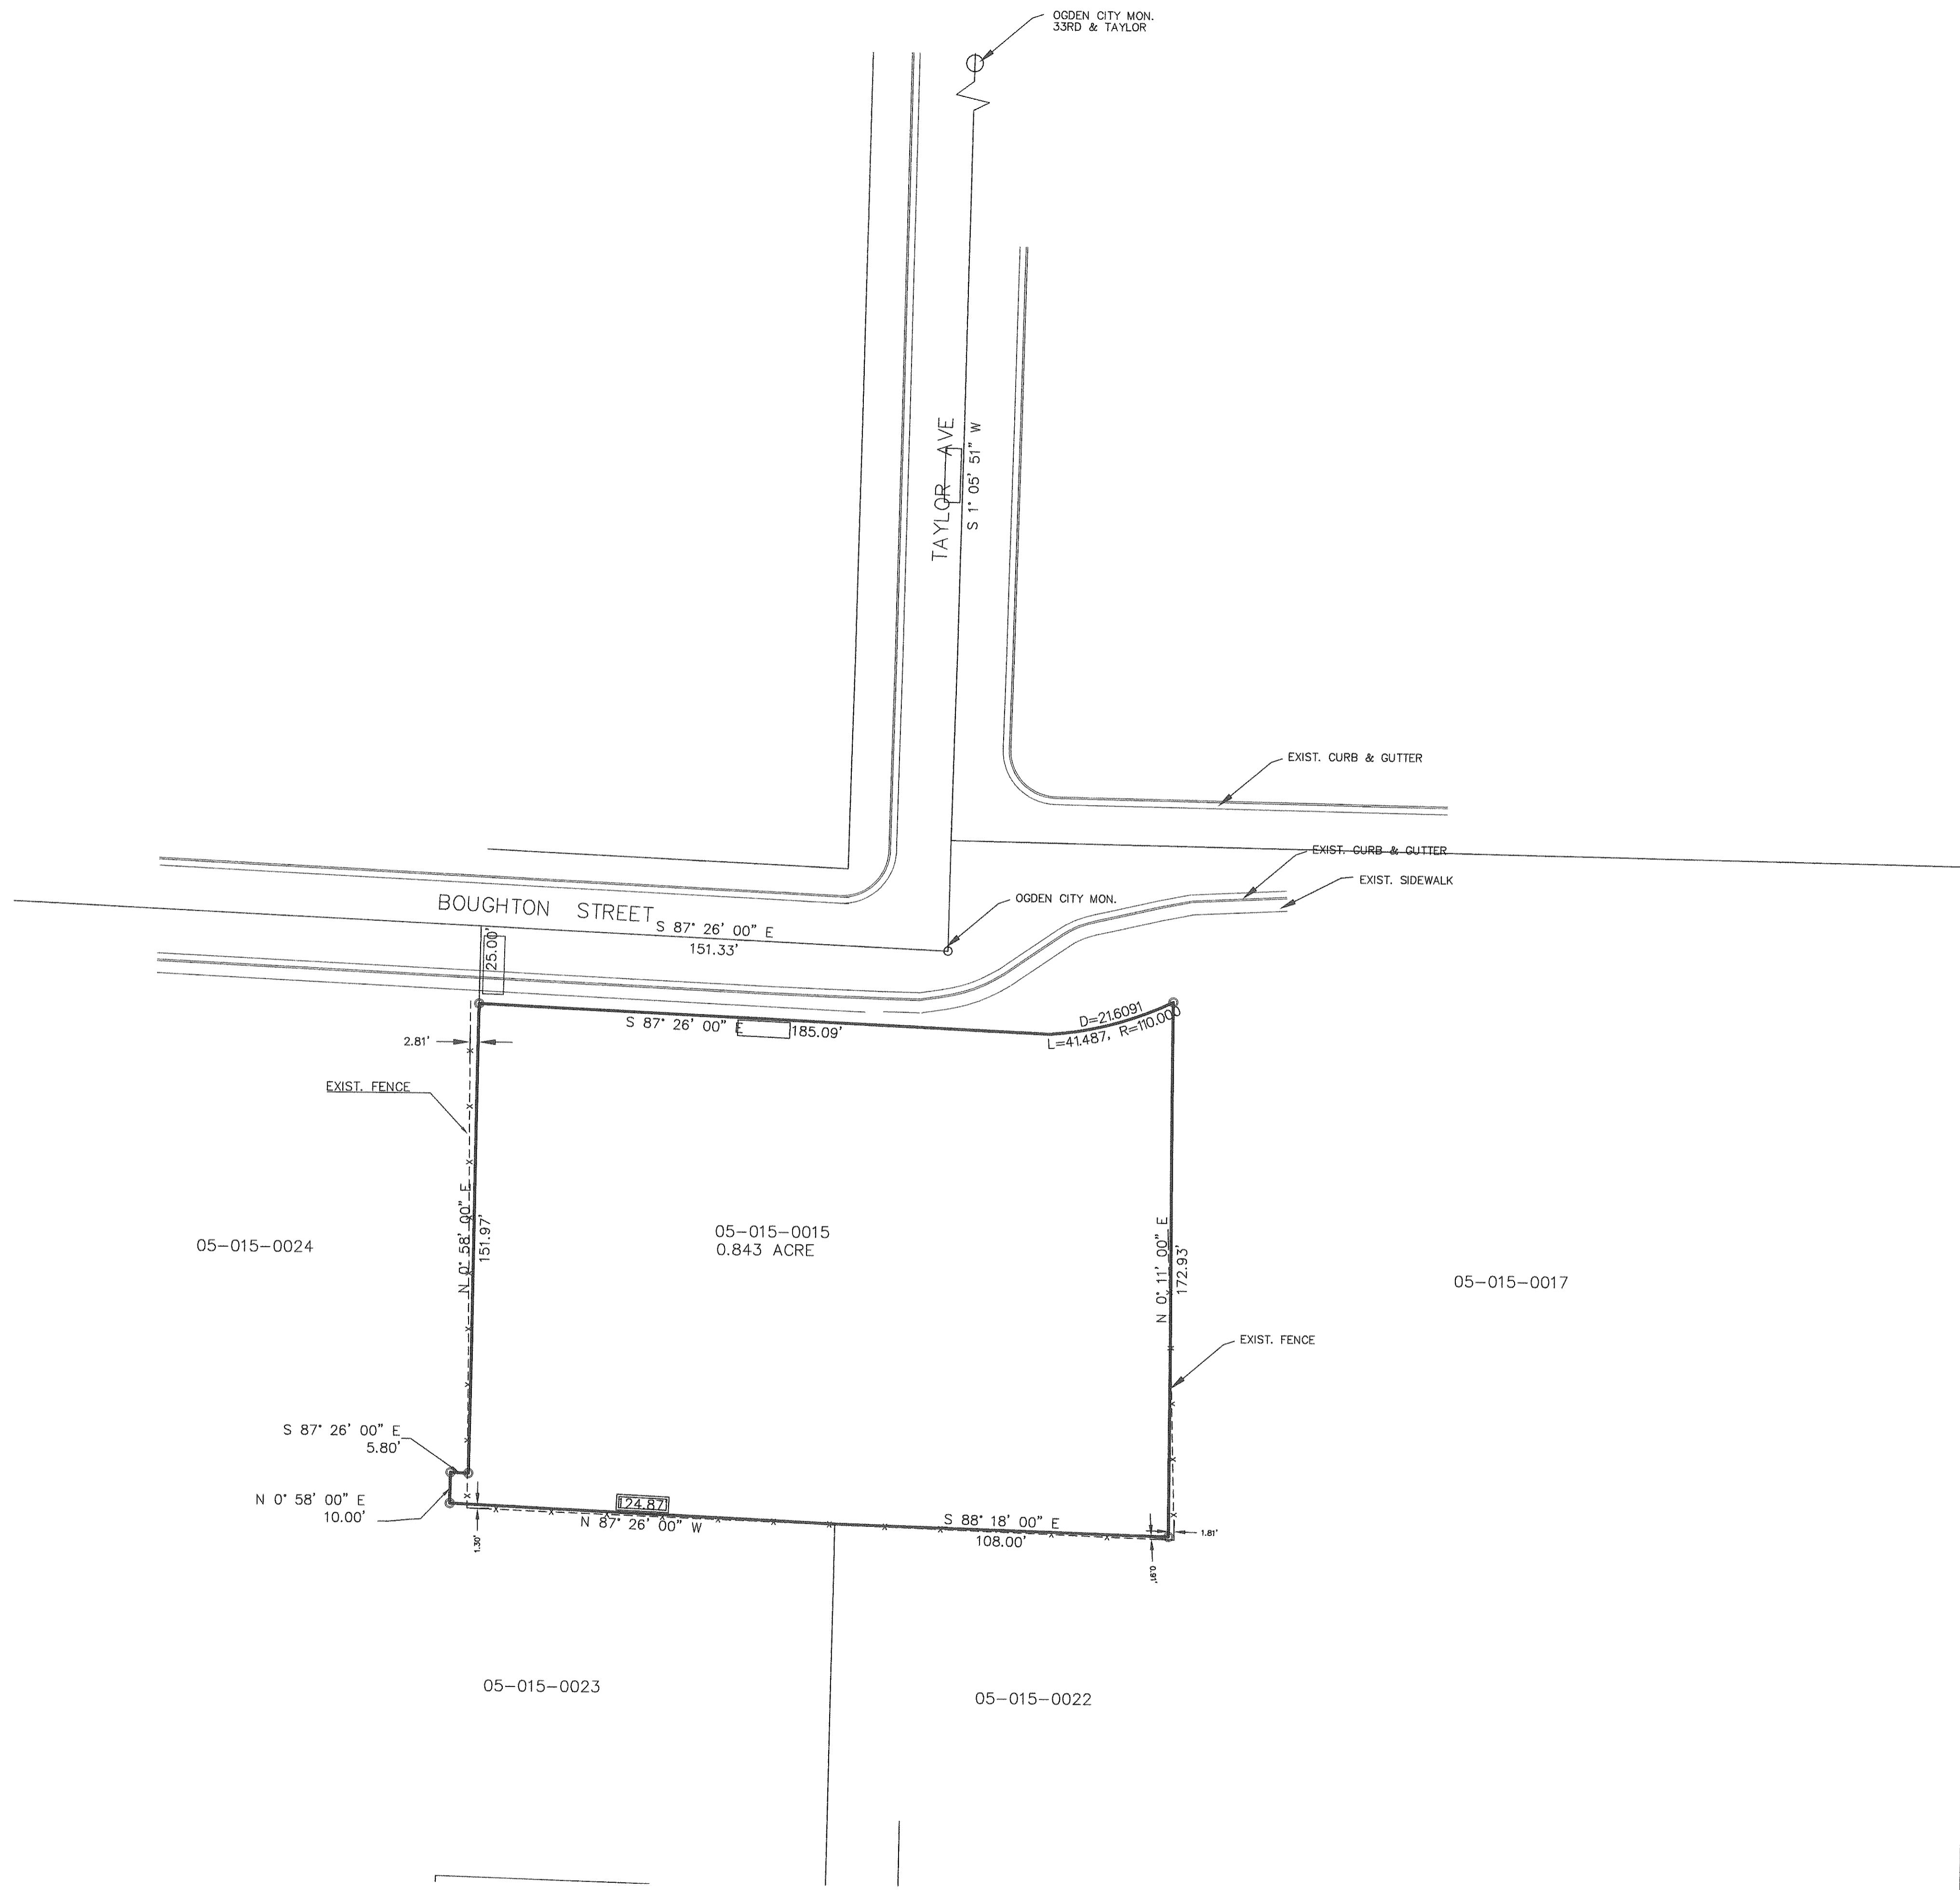 OGDEN CITY MON.
33RD & TAYLOR
TAYLOR AVE
S 1° 05' 51" W
EXIST. CURB & GUTTER
EXIST. CURB & GUTTER
EXIST. SIDEWALK
OGDEN CITY MON.
BOUGHTON STREET
S 87° 26' 00" E
151.33'
25.00'
S 87° 26' 00" E
185.09'
D=21.6091
L=41.487, R=110.000
2.81'
EXIST. FENCE
N 0° 58' 00" E
151.97'
05-015-0024
05-015-0015
0.843 ACRE
N 0° 11' 00" E
172.93'
05-015-0017
EXIST. FENCE
S 87° 26' 00" E
5.80'
N 0° 58' 00" E
10.00'
124.87'
N 87° 26' 00" W
S 88° 18' 00" E
108.00'
1.30'
1.81'
0.91'
05-015-0023
05-015-0022